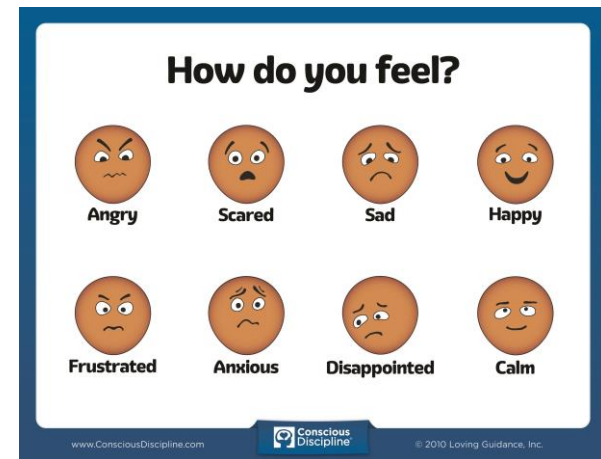 How do you feel?
Angry Scared Sad Happy
Frustrated Anxious Disappointed Calm
www.ConsciousDiscipline.com
Conscious
Discipline®
© 2010 Loving Guidance, Inc.